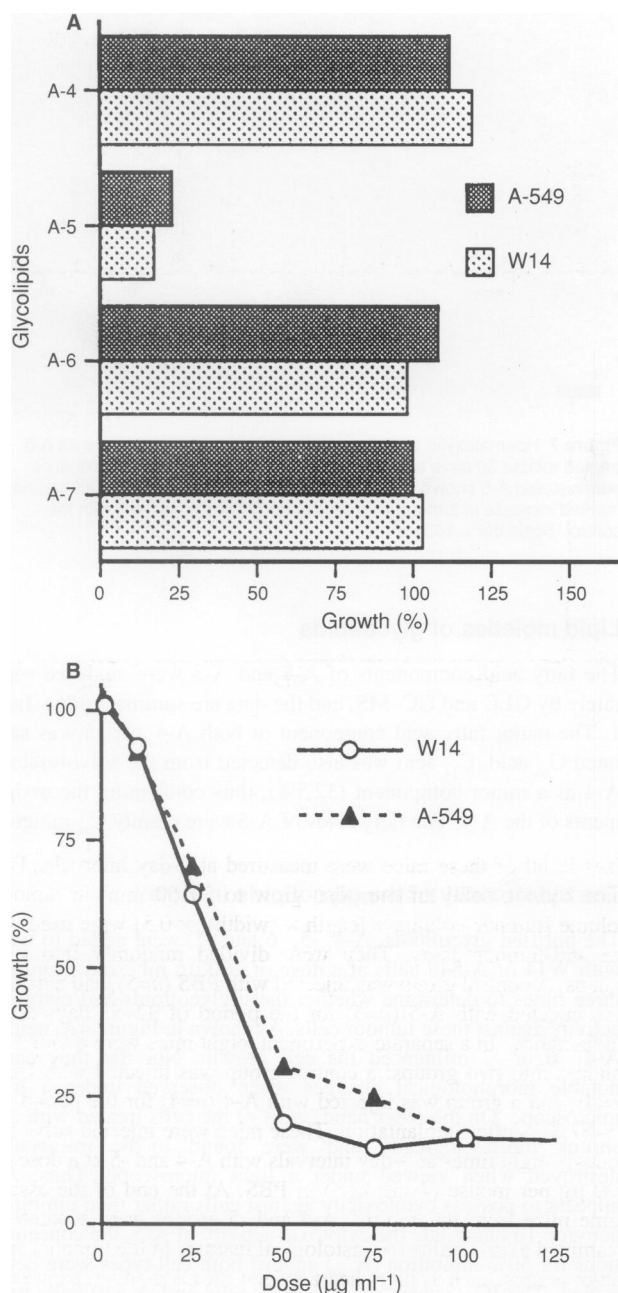 A
A-4
A-5
A-6
A-7
Glycolipids
A-549
W14
0 25 50 75 100 125 150
Growth (%)
B
100
75
50
25
0
Growth (%)
W14
A-549
0 25 50 75 100 125
Dose (µg ml⁻¹)